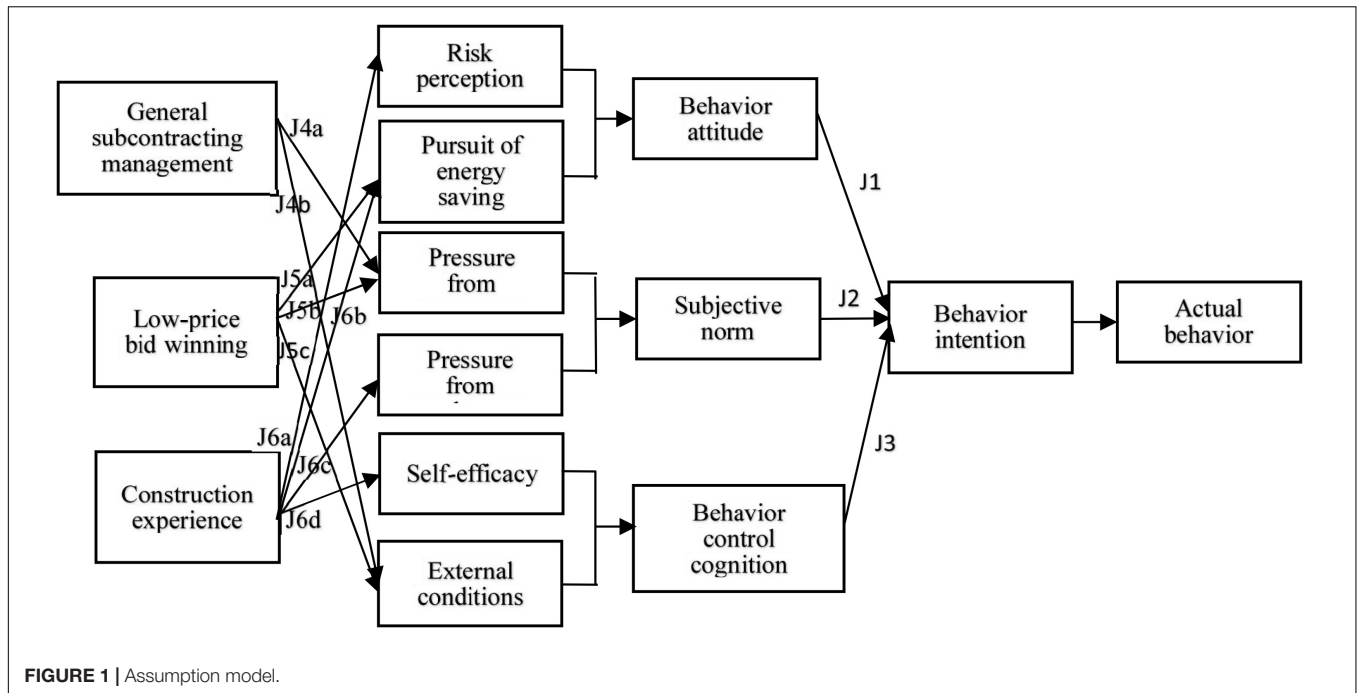 General
subcontracting
management
Low-price
bid winning
Construction
experience
J4a
J4b
J5a
J5b
J5c
J6b
J6a
J6c
J6d
Risk
perception
Pursuit of
energy
saving
Pressure
from
Pressure
from
Self-efficacy
External
conditions
Behavior
attitude
Subjective
norm
Behavior
control
cognition
J1
J2
J3
Behavior
intention
Actual
behavior
FIGURE 1 | Assumption model.